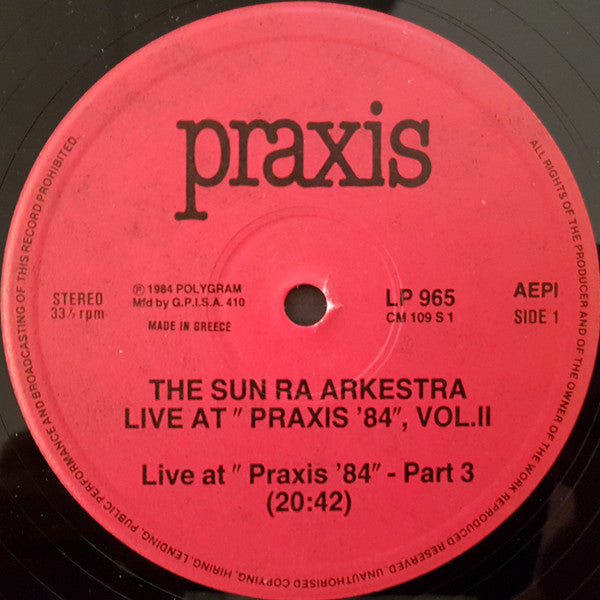 praxis
STEREO
33⅓ rpm
℗ 1984 POLYGRAM
Mfd by G.P.I.S.A. 410
MADE IN GREECE
LP 965
CM 109 S 1
AEPI
SIDE 1
THE SUN RA ARKESTRA
LIVE AT " PRAXIS '84", VOL.II
Live at " Praxis '84" - Part 3
(20:42)
ALL RIGHTS OF THE PRODUCER AND OF THE OWNER OF THE WORK REPRODUCED RESERVED. UNAUTHORISED COPYING, HIRING, LENDING, PUBLIC PERFORMANCE AND BROADCASTING OF THIS RECORD PROHIBITED.